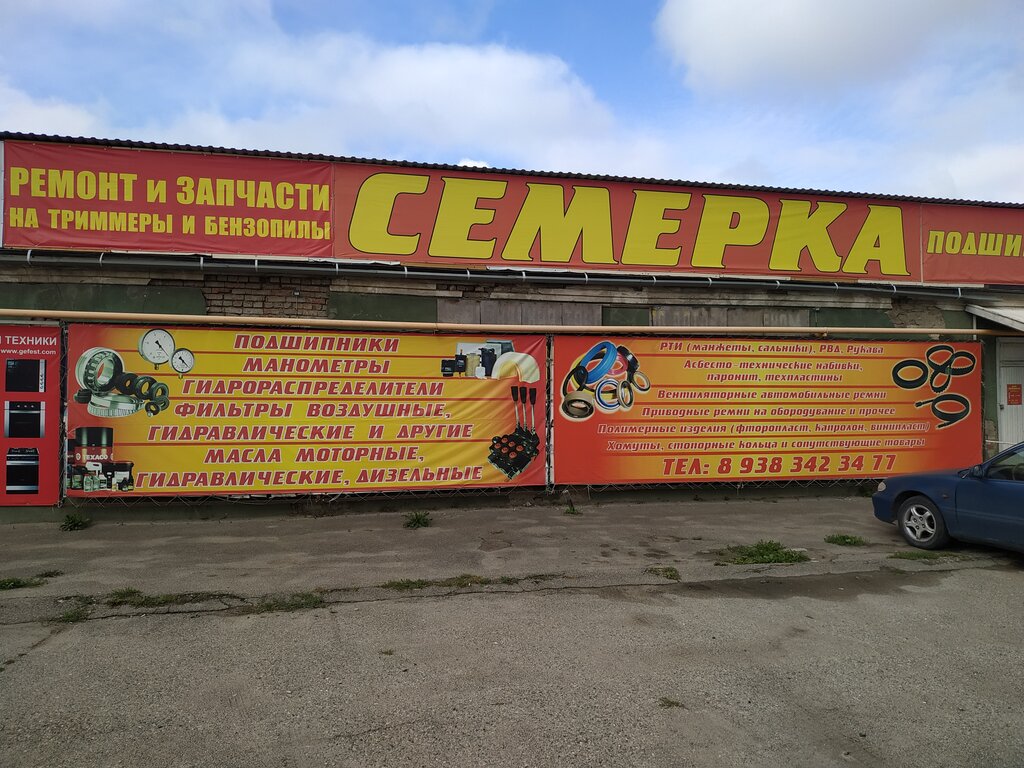 РЕМОНТ и ЗАПЧАСТИ
НА ТРИММЕРЫ И БЕНЗОПИЛЫ
СЕМЕРКА
ПОДШИ
ТЕХНИКИ
www.gefest.com
ПОДШИПНИКИ
МАНОМЕТРЫ
ГИДРОРАСПРЕДЕЛИТЕЛИ
ФИЛЬТРЫ ВОЗДУШНЫЕ,
ГИДАВЛИЧЕСКИЕ И ДРУГИЕ
МАСЛА МОТОРНЫЕ,
ГИДРАВЛИЧЕСКИЕ, ДИЗЕЛЬНЫЕ
РТИ (манжеты, сальники), РВД, Рукава
Асбесто-технические набивки,
паронит, техпластины
Вентиляторные автомобильные ремни
Приводные ремни на обородувание и прочее
Полимерные изделия (фторопласт, капролон, винипласт)
Хомуты, стопорные кольца и сопутствующие товары
ТЕЛ: 8 938 342 34 77